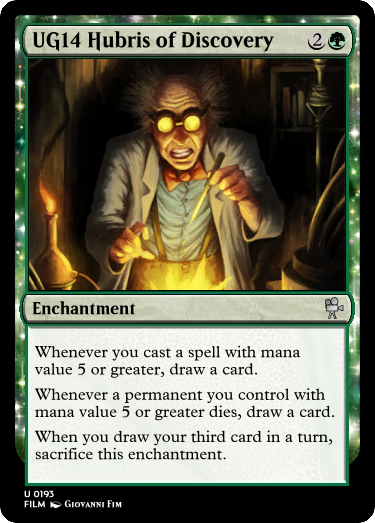 UG14 Hubris of Discovery 2
Enchantment
Whenever you cast a spell with mana
value 5 or greater, draw a card.
Whenever a permanent you control with
mana value 5 or greater dies, draw a card.
When you draw your third card in a turn,
sacrifice this enchantment.
U 0193
FILM Giovanni Fim